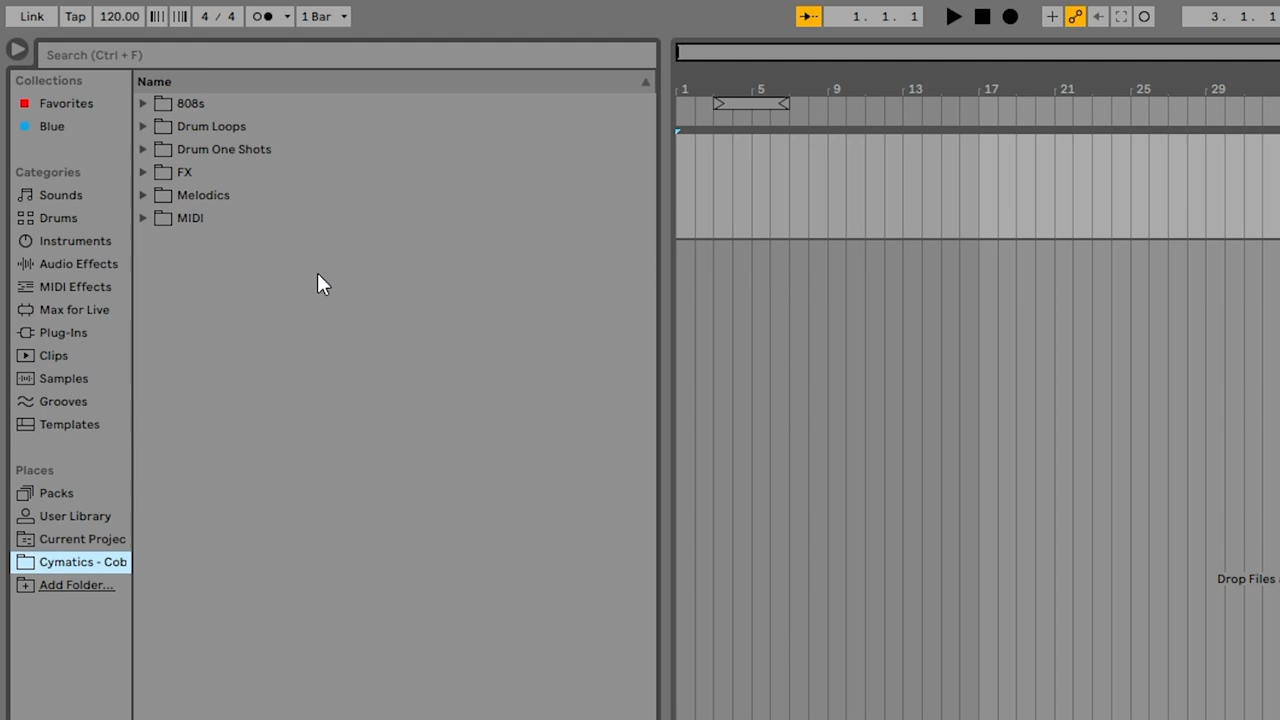 Link Tap 120.00 4 / 4 1 Bar 1. 1. 1 3. 1. 1
Search (Ctrl + F)
Collections
Favorites
Blue
Categories
Sounds
Drums
Instruments
Audio Effects
MIDI Effects
Max for Live
Plug-Ins
Clips
Samples
Grooves
Templates
Places
Packs
User Library
Current Projec
Cymatics - Cob
Add Folder...
Name
808s
Drum Loops
Drum One Shots
FX
Melodics
MIDI
1 5 9 13 17 21 25 29
Drop Files